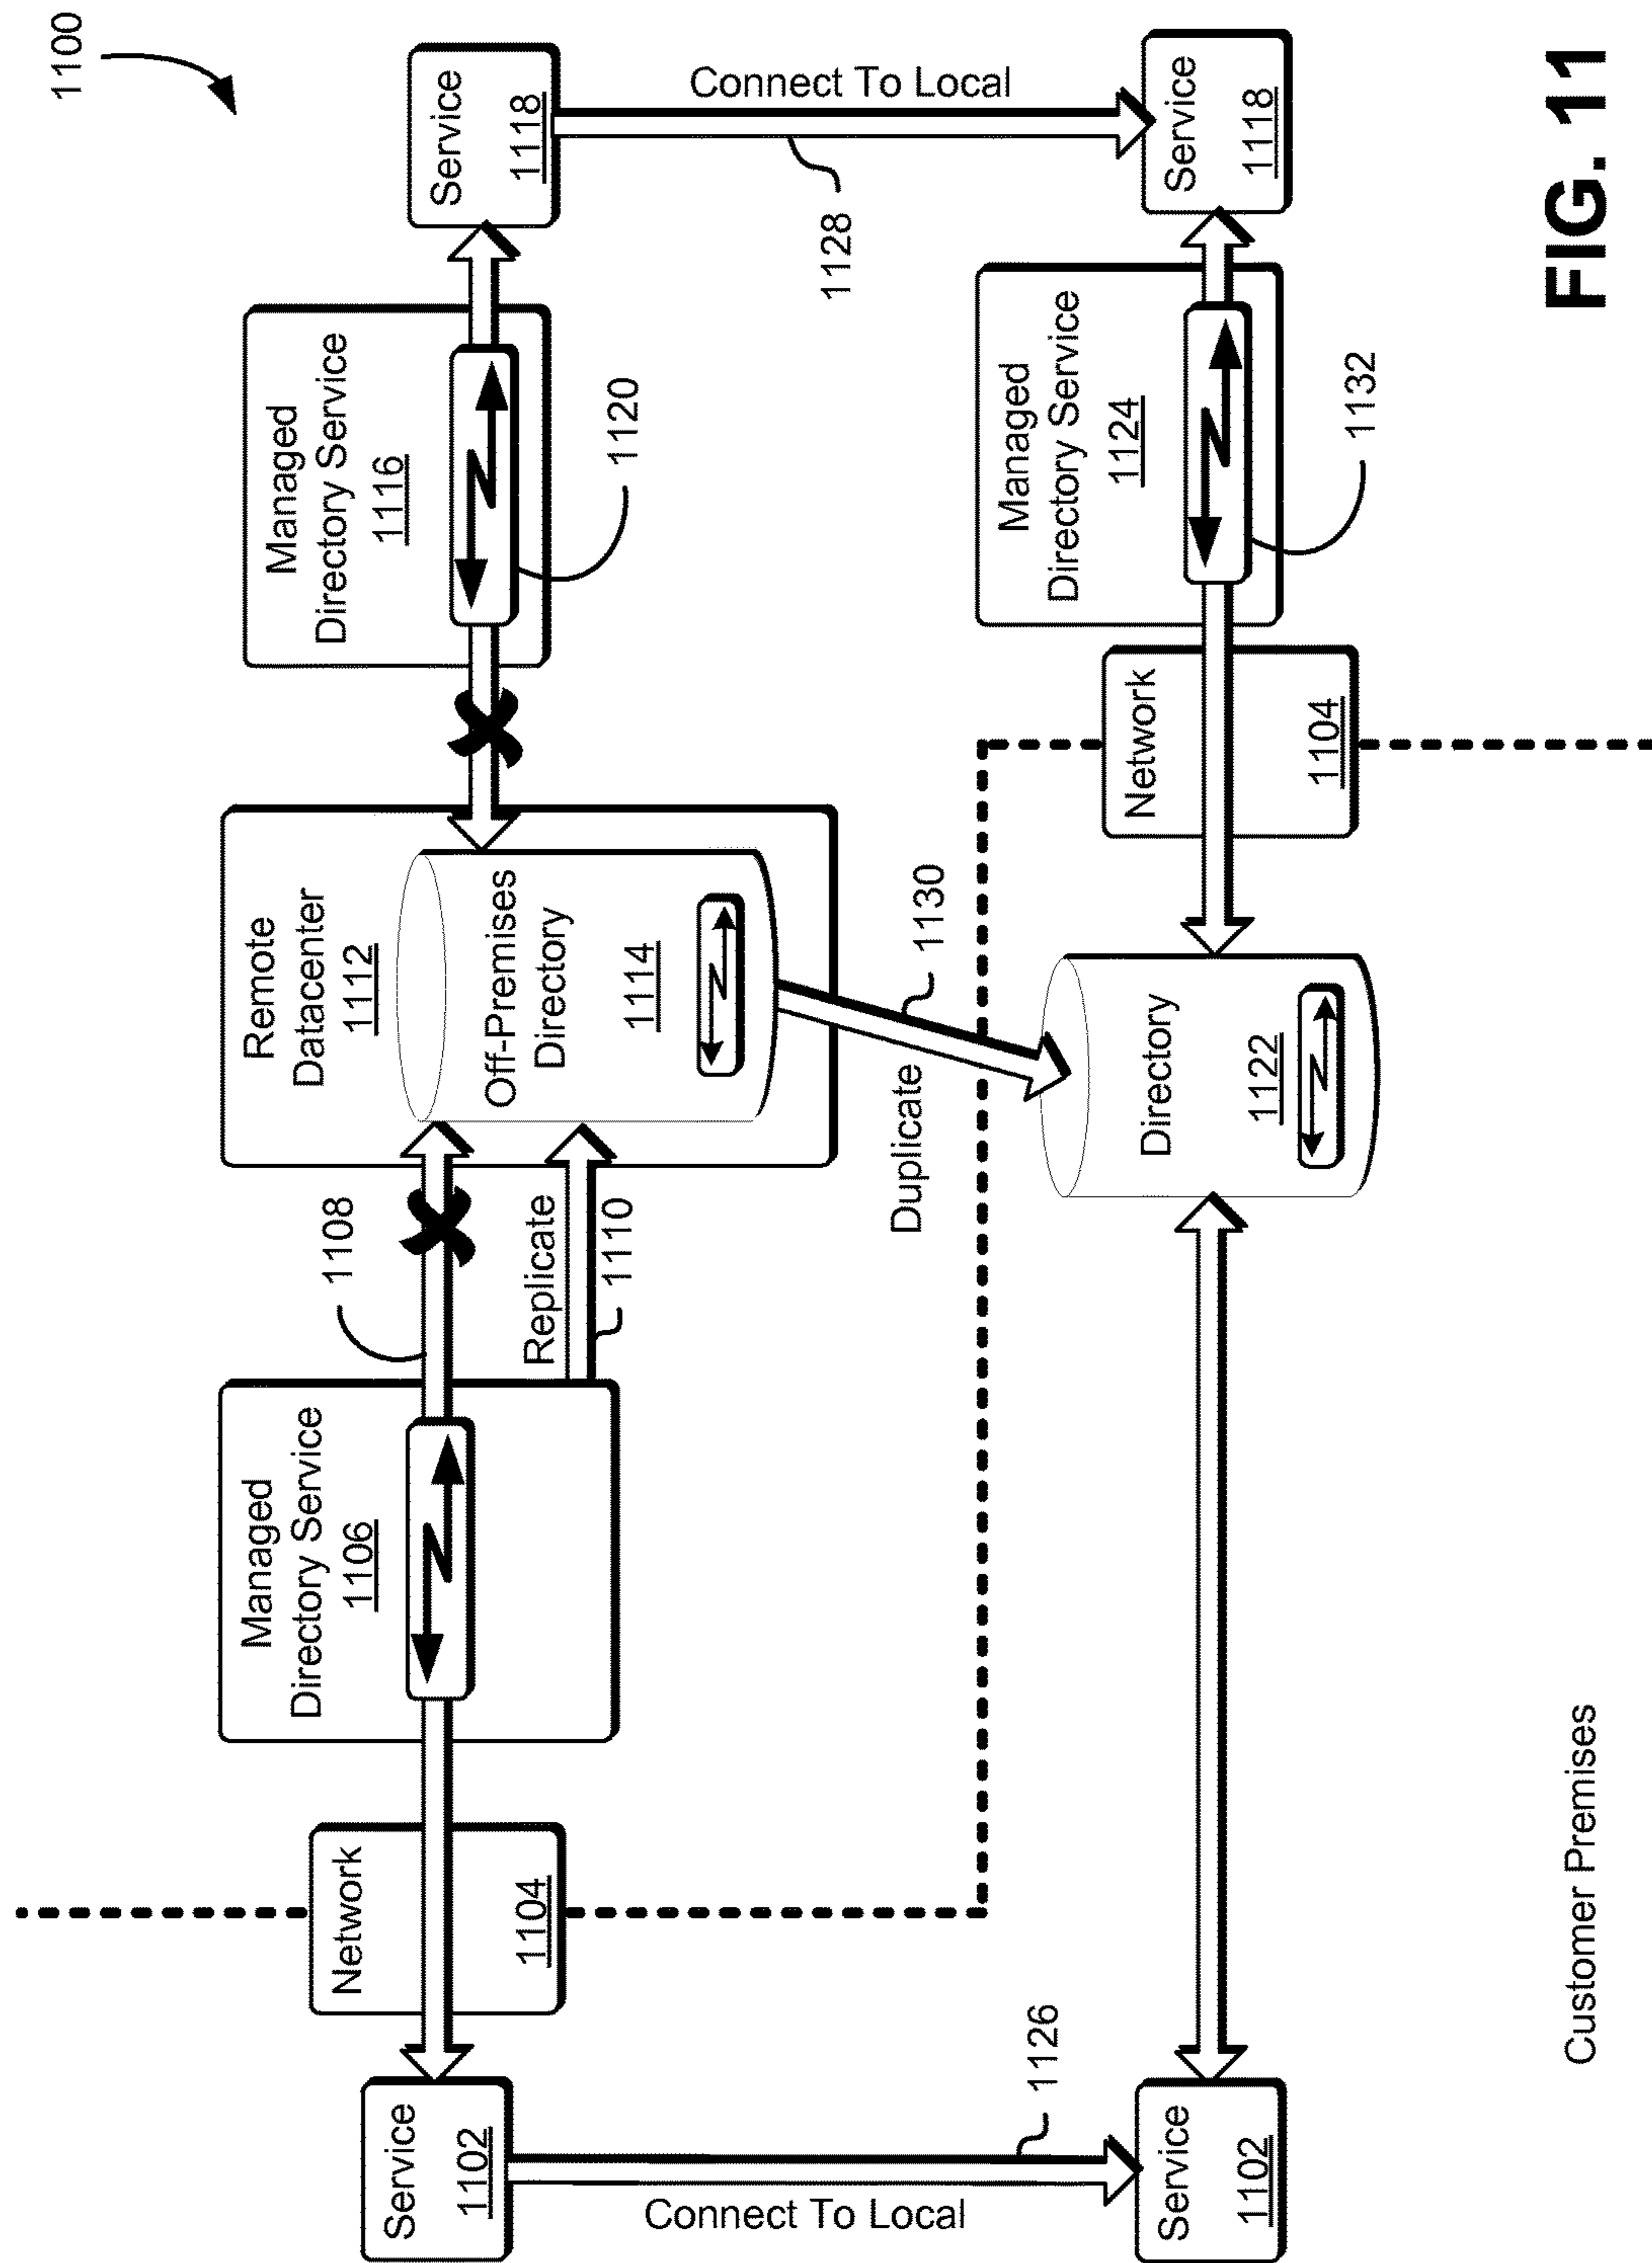 1100
Service
1102
Network
1104
Managed
Directory Service
1106
1108
Replicate
1110
Remote
Datacenter
1112
Off-Premises
Directory
1114
Managed
Directory Service
1116
1120
Service
1118
Connect To Local
1126
Duplicate
1130
Connect To Local
1128
Service
1102
Directory
1122
Network
1104
Managed
Directory Service
1124
1132
Service
1118
Customer Premises
FIG. 11